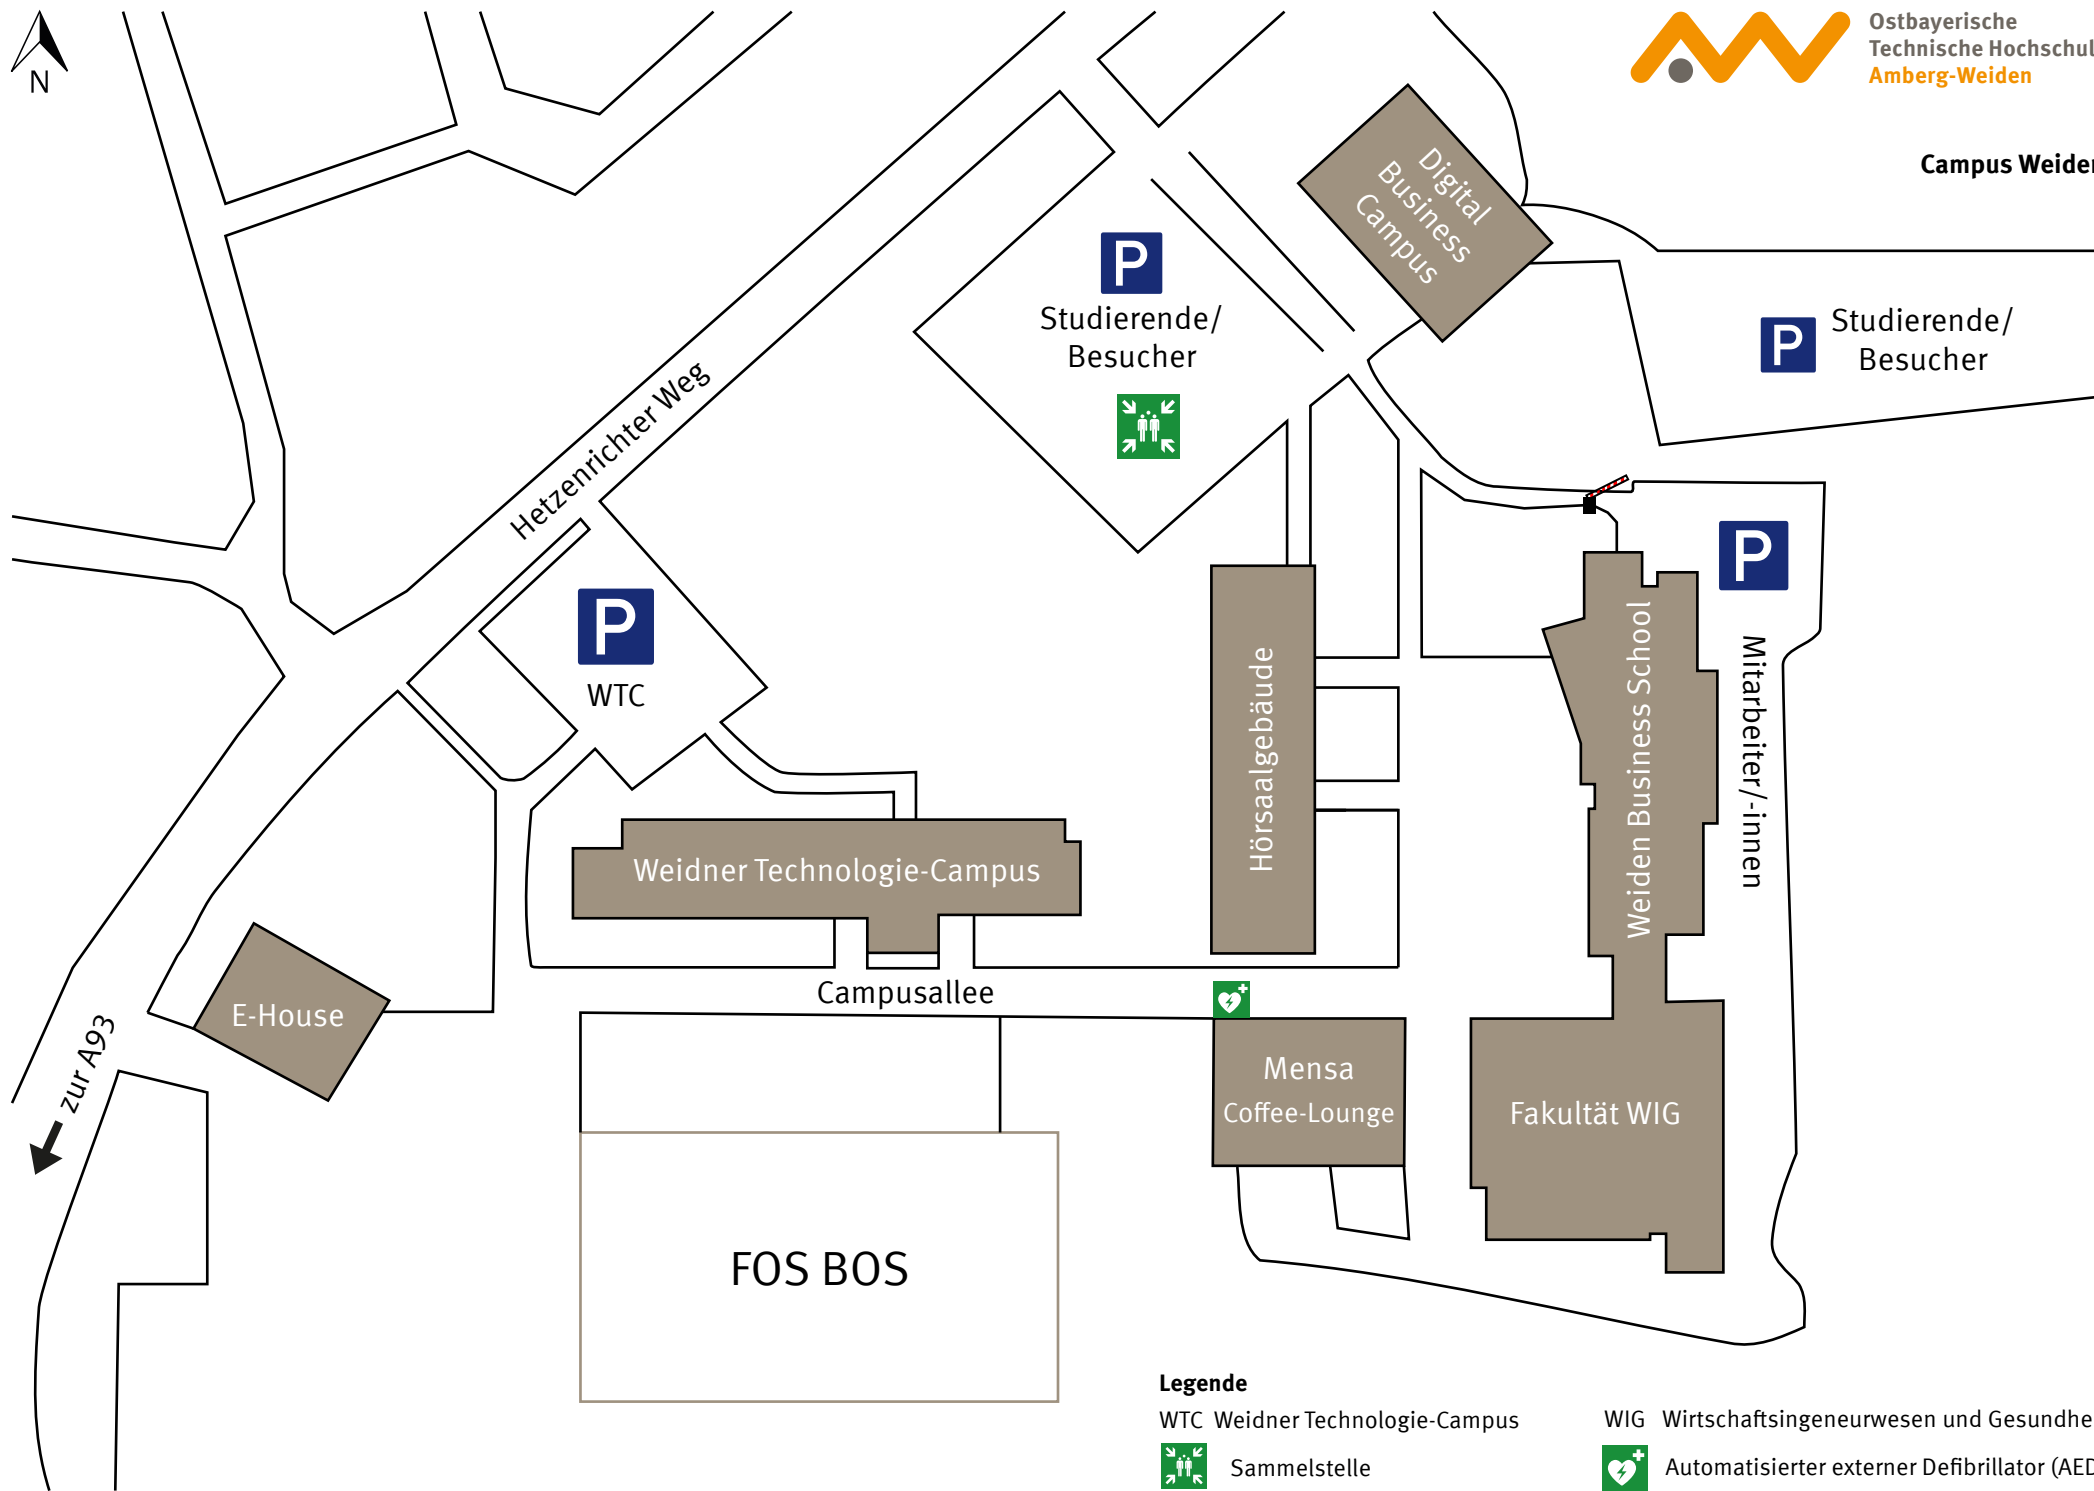 N
Ostbayerische
Technische Hochschul
Amberg-Weiden
Campus Weiden
Digital
Business
Campus
P
Studierende/
Besucher
P
Studierende/
Besucher
Hetzenrichter Weg
P
Mitarbeiter/-innen
P
WTC
Hörsaalgebäude
Weiden Business School
Weidner Technologie-Campus
Campusallee
E-House
zur A93
Mensa
Coffee-Lounge
Fakultät WIG
FOS BOS
Legende
WTC Weidner Technologie-Campus
WIG Wirtschaftsingeneurwesen und Gesundhe
Sammelstelle
Automatisierter externer Defibrillator (AED